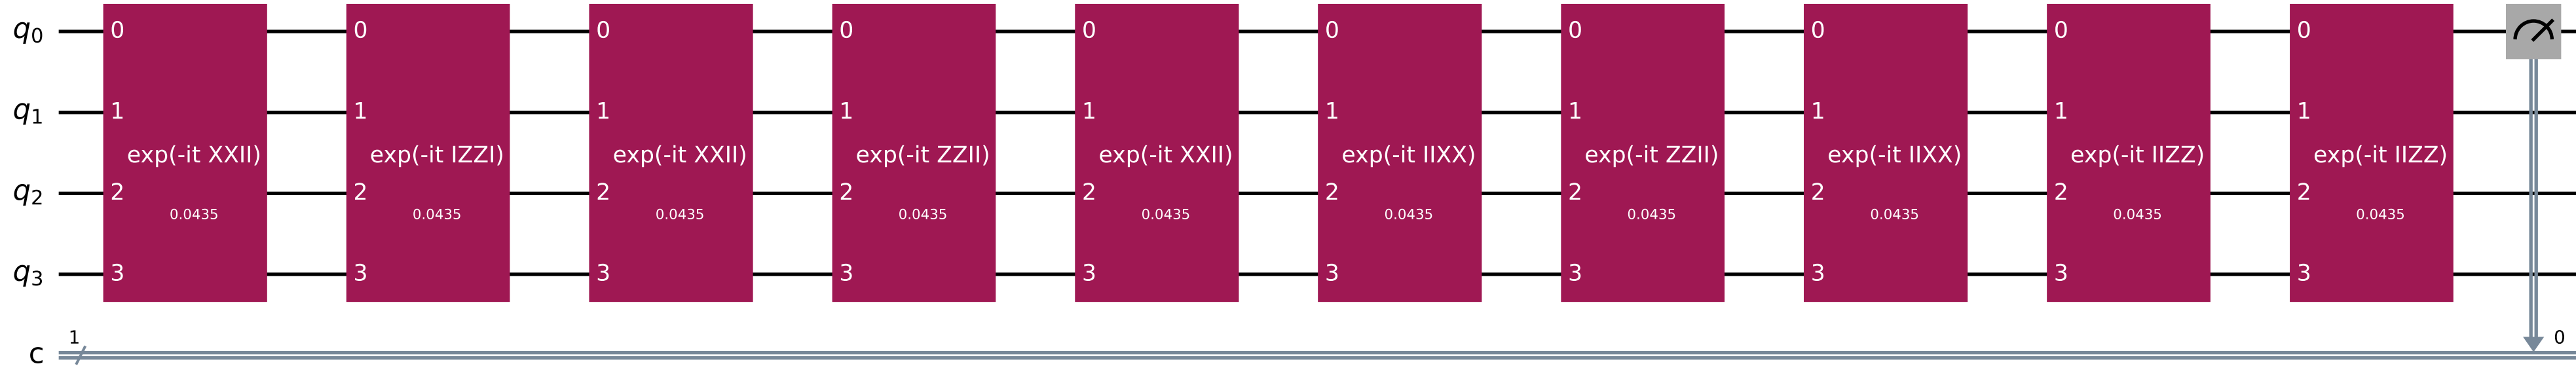 q0 0 0 0 0 0 0 0 0 0 0
q1 1 1 1 1 1 1 1 1 1 1
exp(-it XXII) exp(-it IZZI) exp(-it XXII) exp(-it ZZII) exp(-it XXII) exp(-it IIXX) exp(-it ZZII) exp(-it IIXX) exp(-it IIZZ) exp(-it IIZZ)
q2 2 2 2 2 2 2 2 2 2 2
0.0435 0.0435 0.0435 0.0435 0.0435 0.0435 0.0435 0.0435 0.0435 0.0435
q3 3 3 3 3 3 3 3 3 3 3
1 0
c